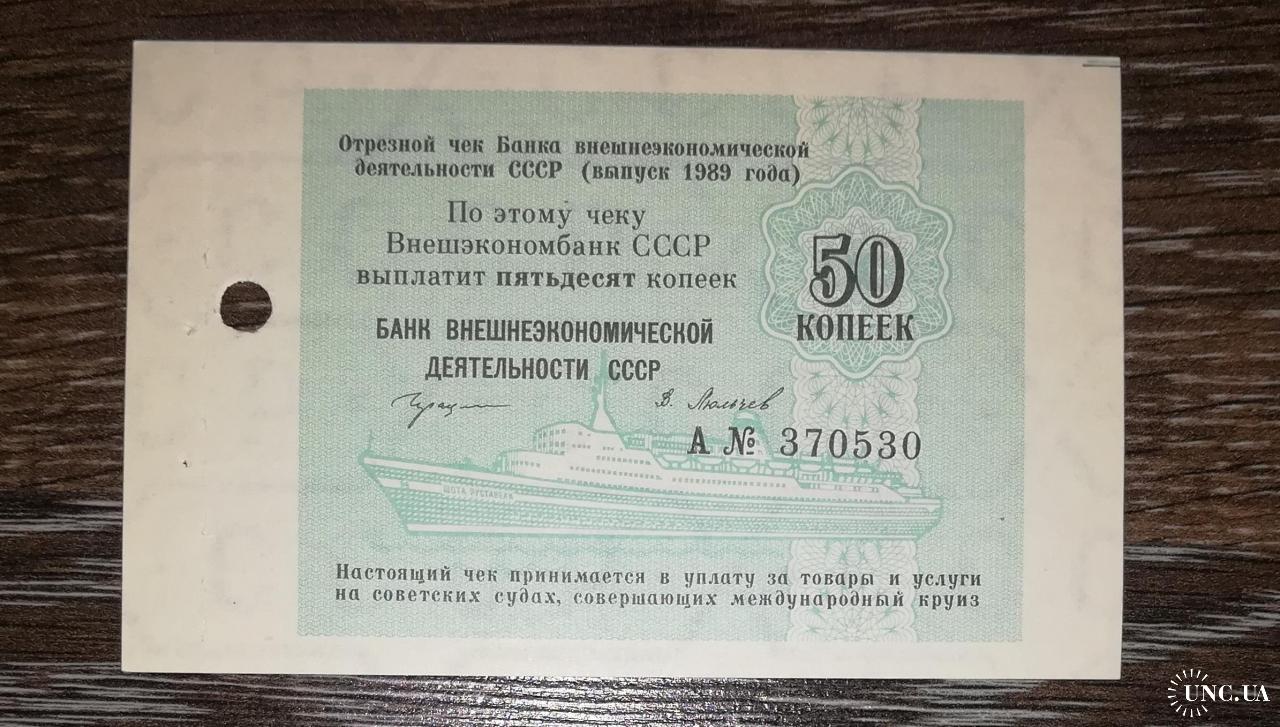 Отрезной чек Банка внешнеэкономической
деятельности СССР (выпуск 1989 года)
По этому чеку
Внешэкономбанк СССР
выплатит пятьдесят копеек
50
КОПЕЕК
БАНК ВНЕШНЕЭКОНОМИЧЕСКОЙ
ДЕЯТЕЛЬНОСТИ СССР
А № 370530
ШОТА РУСТАВЕЛИ
Настоящий чек принимается в уплату за товары и услуги
на советских судах, совершающих международный круиз
UNC.UA